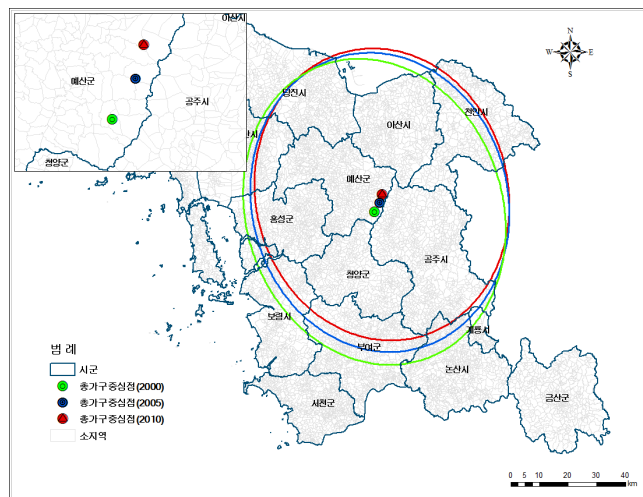 아산시
예산군
공주시
청양군
N
W
E
S
당진시
아산시
천안시
예산군
홍성군
청양군
공주시
보령시
부여군
계룡시
논산시
서천군
금산군
범 례
시군
총가구중심점(2000)
총가구중심점(2005)
총가구중심점(2010)
소지역
0 5 10 20 30 40
km